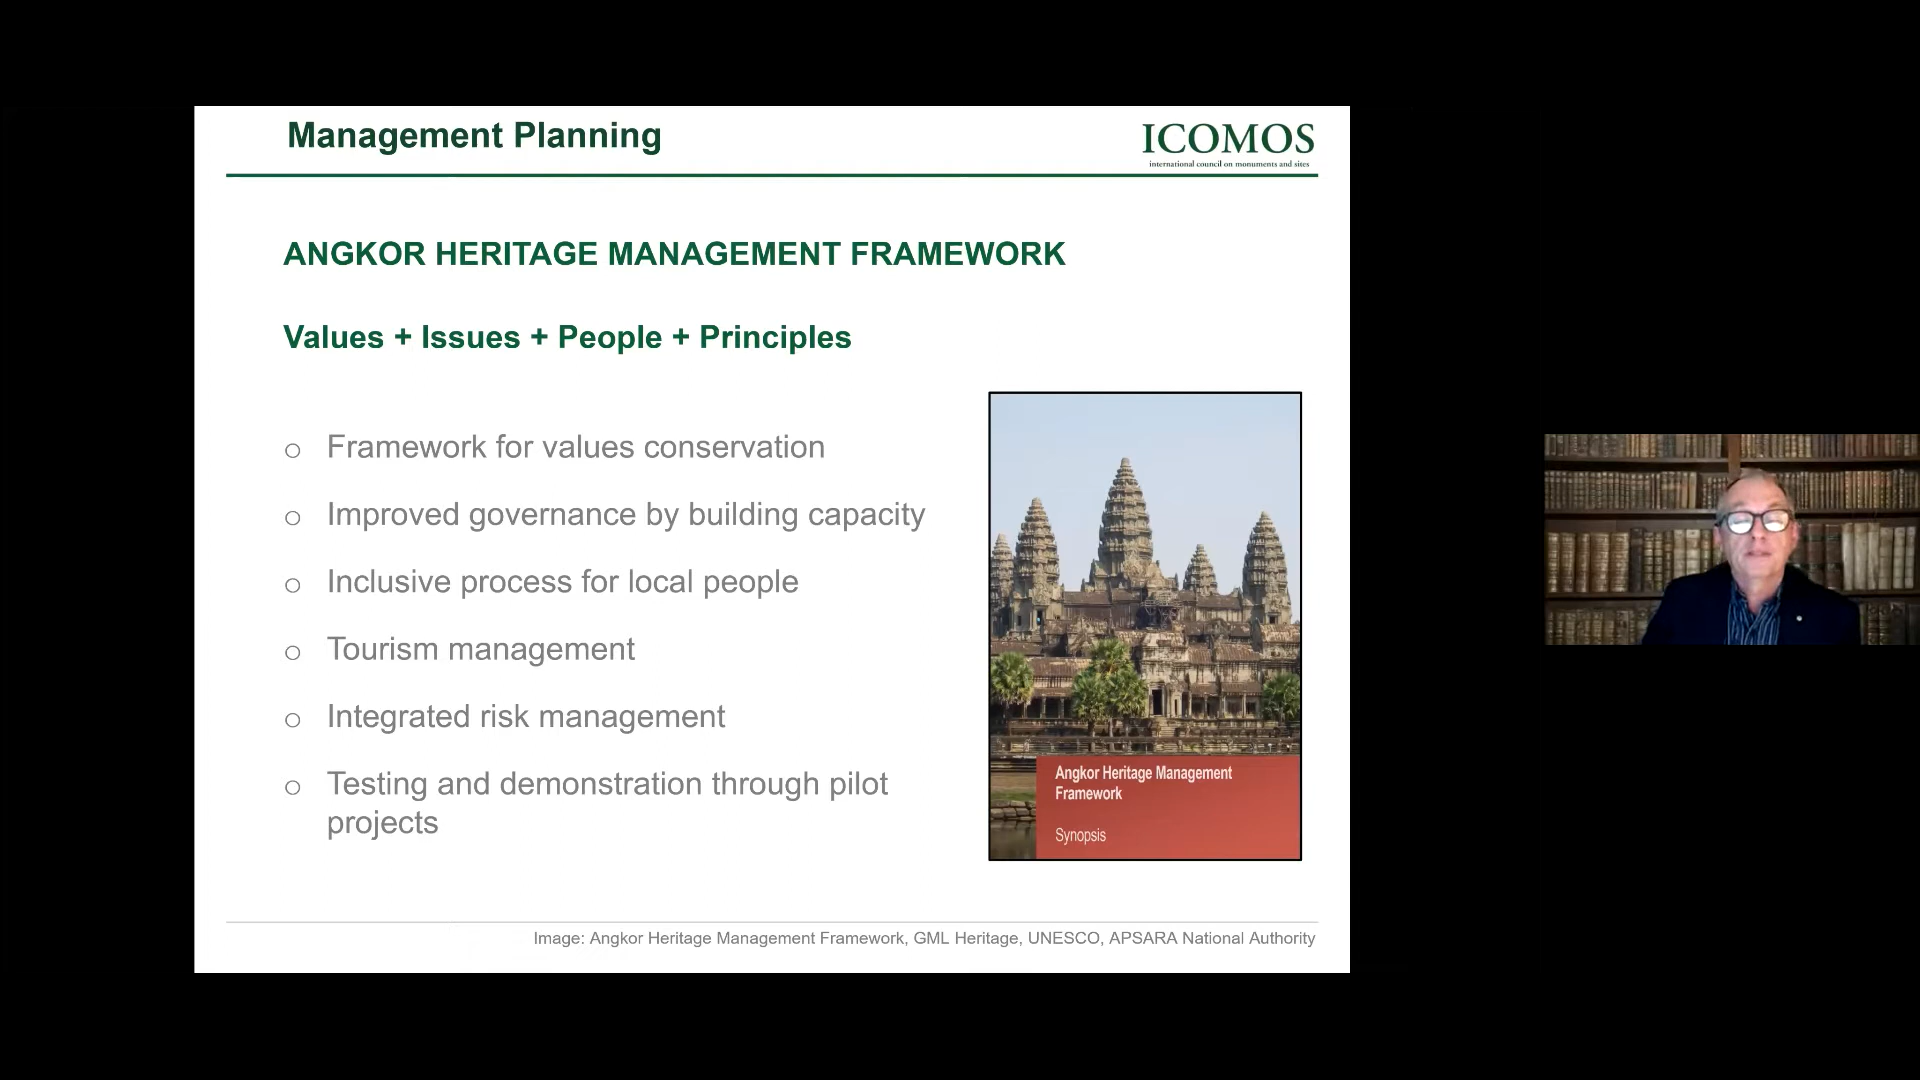 Management Planning
ICOMOS
international council on monuments and sites
ANGKOR HERITAGE MANAGEMENT FRAMEWORK
Values + Issues + People + Principles
o Framework for values conservation
o Improved governance by building capacity
o Inclusive process for local people
o Tourism management
o Integrated risk management
o Testing and demonstration through pilot
projects
Angkor Heritage Management
Framework
Synopsis
Image: Angkor Heritage Management Framework, GML Heritage, UNESCO, APSARA National Authority